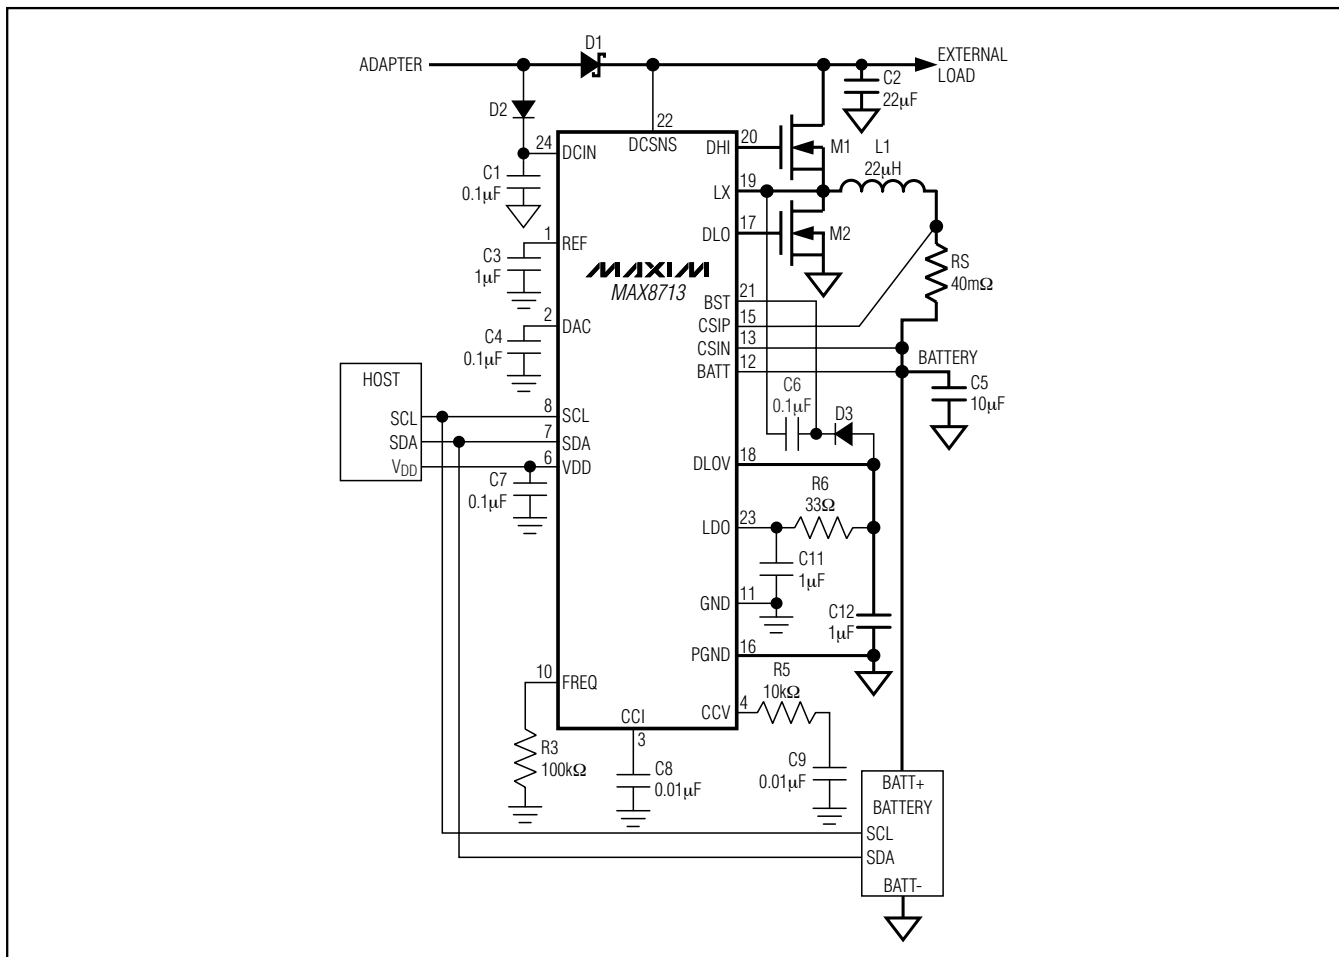 D1
ADAPTER
EXTERNAL
LOAD
C2
22μF
D2
22
DCSNS
24
DCIN
C1
0.1μF
20
DHI
M1
L1
22μH
19
LX
17
DLO
M2
1
REF
C3
1μF
MAXIM
MAX8713
RS
40mΩ
21
BST
15
CSIP
13
CSIN
12
BATT
BATTERY
2
DAC
C4
0.1μF
C5
10μF
C6
0.1μF
D3
HOST
SCL
SDA
VDD
8
SCL
7
SDA
6
VDD
C7
0.1μF
18
DLOV
R6
33Ω
23
LDO
C11
1μF
11
GND
C12
1μF
16
PGND
10
FREQ
R3
100kΩ
CCI
3
C8
0.01μF
4
CCV
R5
10kΩ
C9
0.01μF
BATT+
BATTERY
SCL
SDA
BATT-